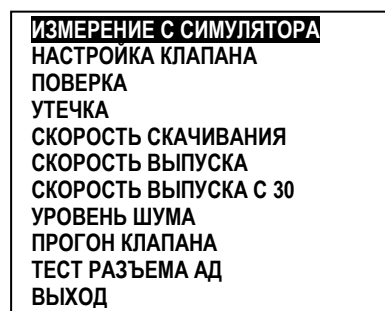 ИЗМЕРЕНИЕ С СИМУЛЯТОРА
НАСТРОЙКА КЛАПАНА
ПОВЕРКА
УТЕЧКА
СКОРОСТЬ СКАЧИВАНИЯ
СКОРОСТЬ ВЫПУСКА
СКОРОСТЬ ВЫПУСКА С 30
УРОВЕНЬ ШУМА
ПРОГОН КЛАПАНА
ТЕСТ РАЗЪЕМА АД
ВЫХОД